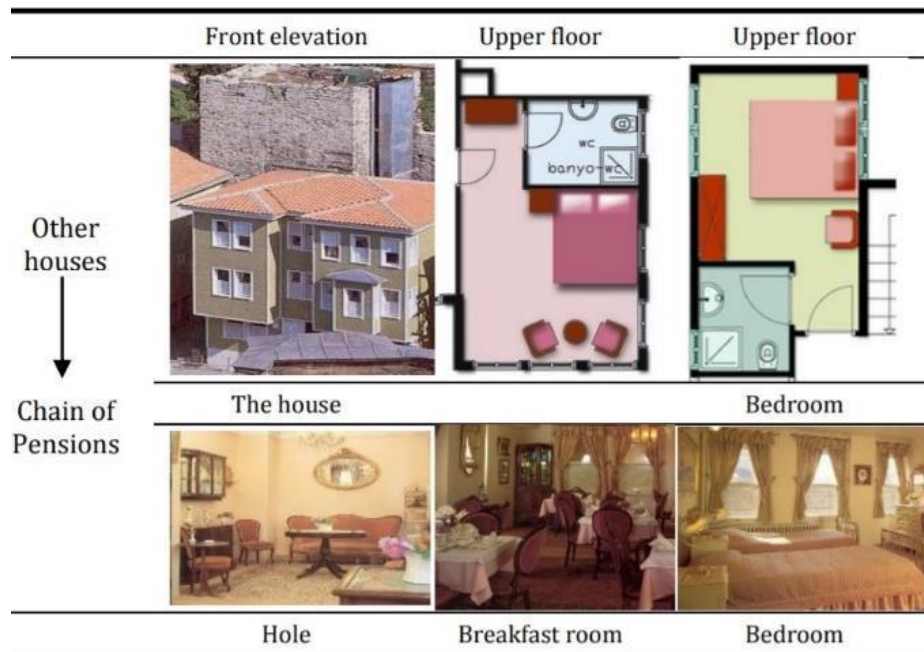 Front elevation
Upper floor
Upper floor
wc
banyo-wc
Other
houses
Chain of
Pensions
The house
Bedroom
Hole
Breakfast room
Bedroom